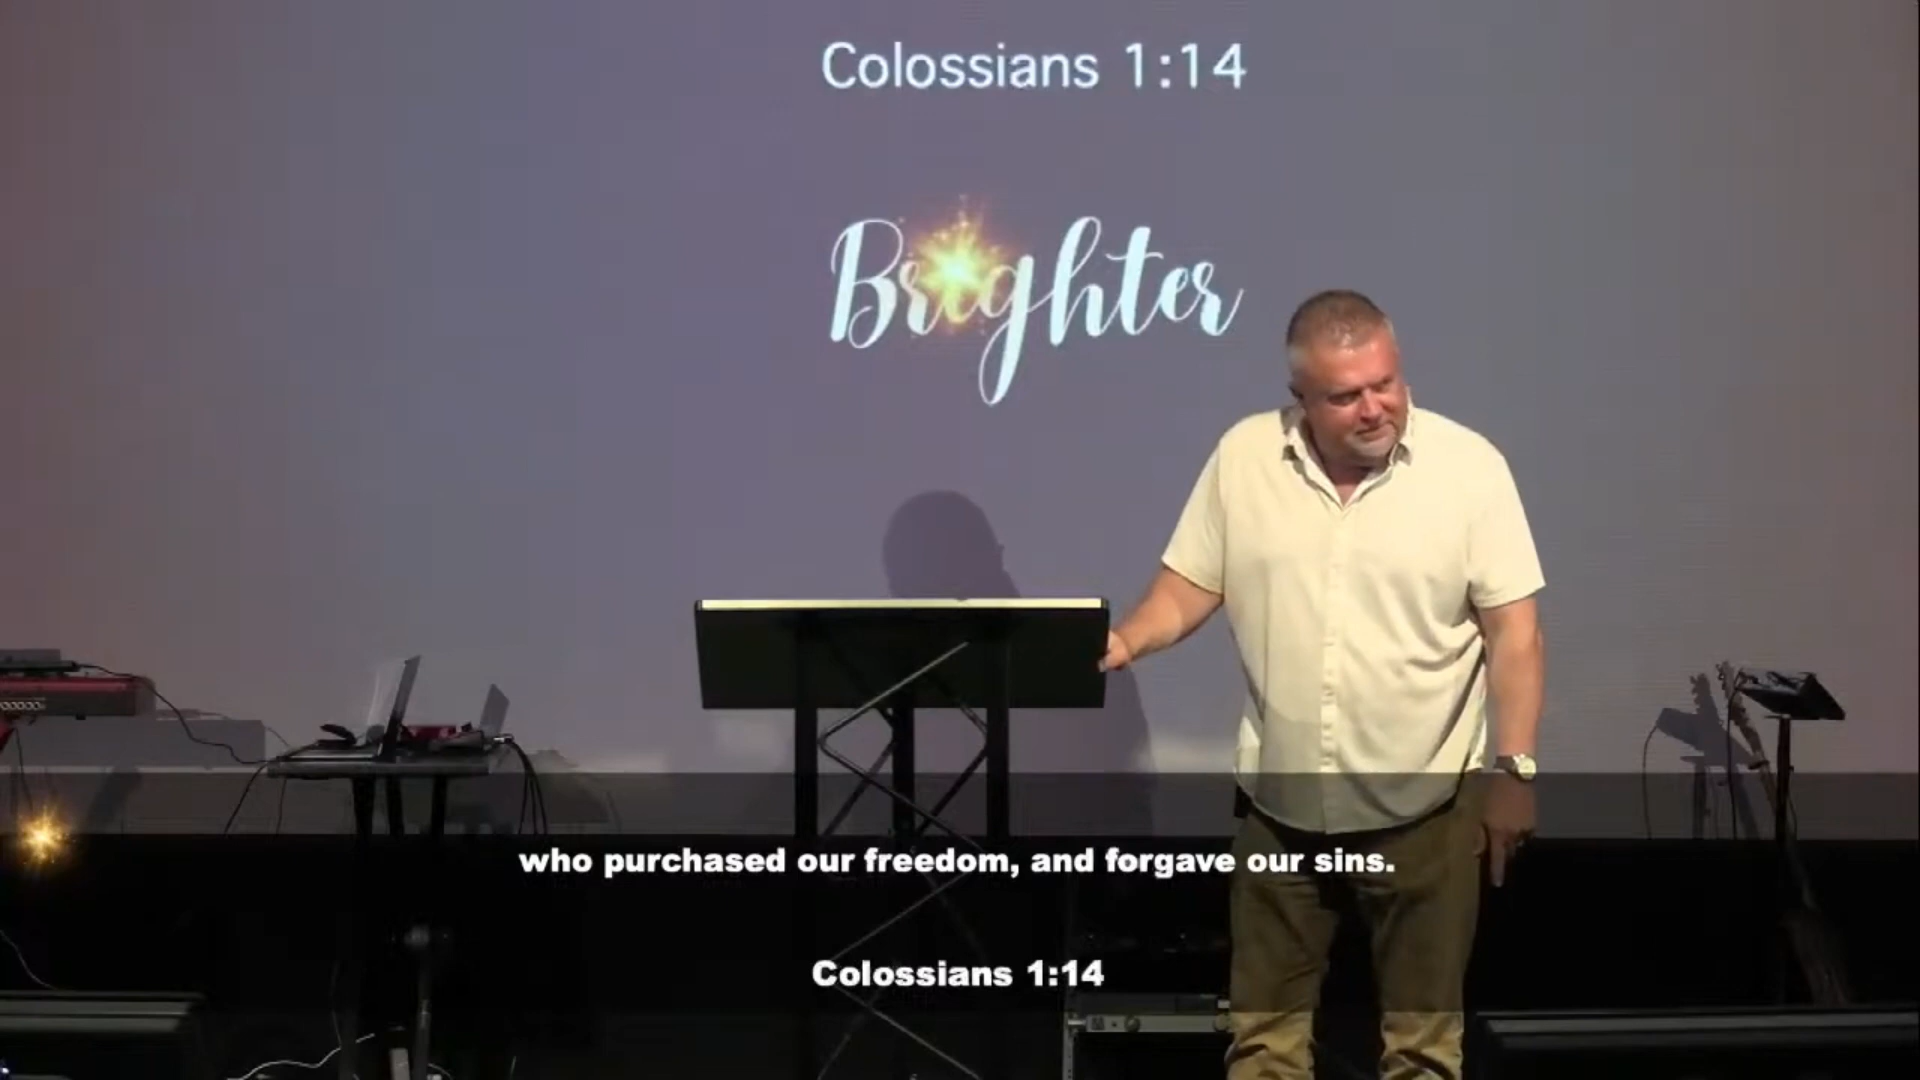 Colossians 1:14
Brighter
who purchased our freedom, and forgave our sins.
Colossians 1:14